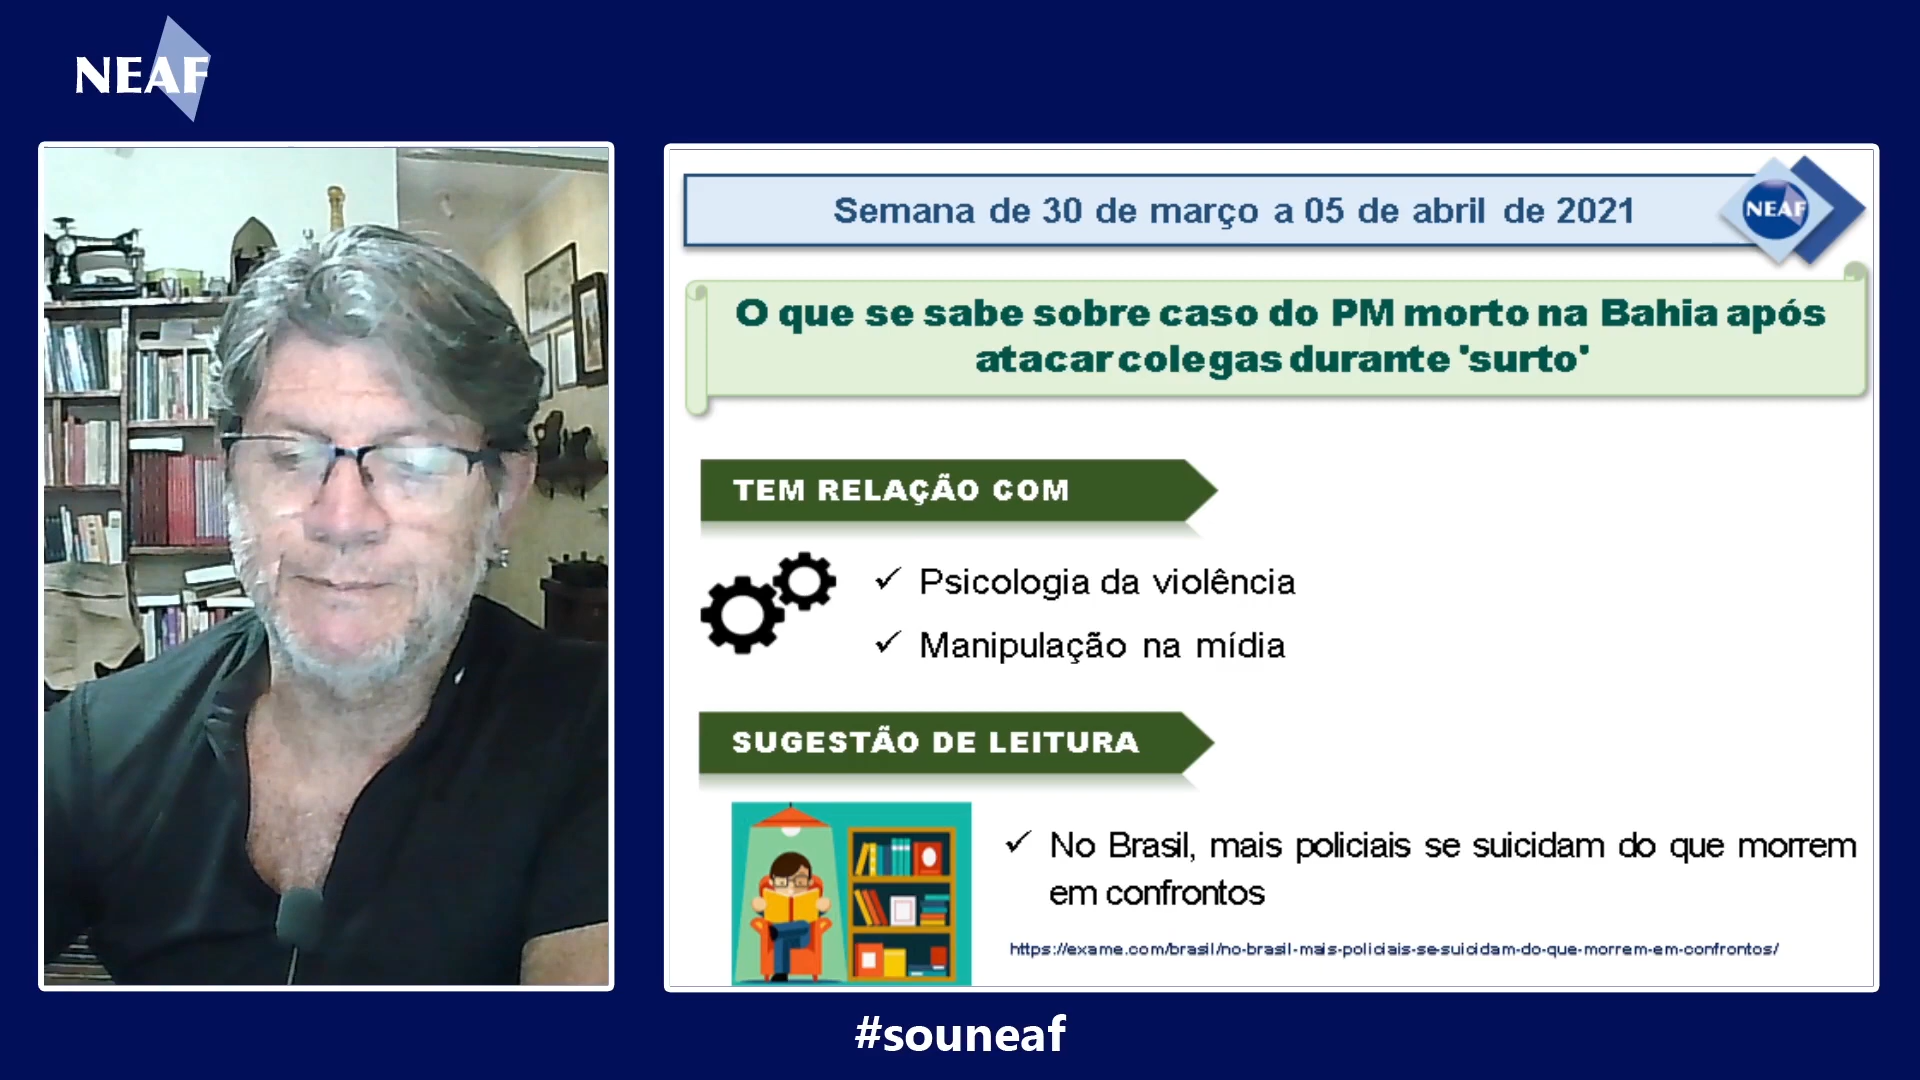 NEAF
Semana de 30 de março a 05 de abril de 2021
NEAF
O que se sabe sobre caso do PM morto na Bahia após
atacar colegas durante 'surto'
TEM RELAÇÃO COM
✓ Psicologia da violência
✓ Manipulação na mídia
SUGESTÃO DE LEITURA
✓ No Brasil, mais policiais se suicidam do que morrem
em confrontos
https://exame.com/brasil/no-brasil-mais-policiais-se-suicidam-do-que-morrem-em-confrontos/
#souneaf